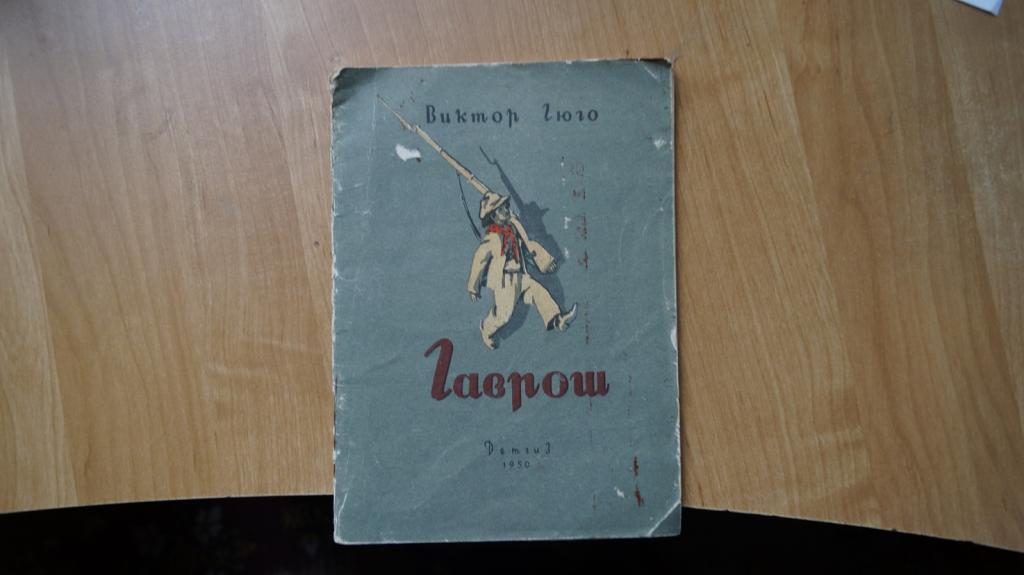 Виктор Гюго
Гаврош
Детгиз
1950